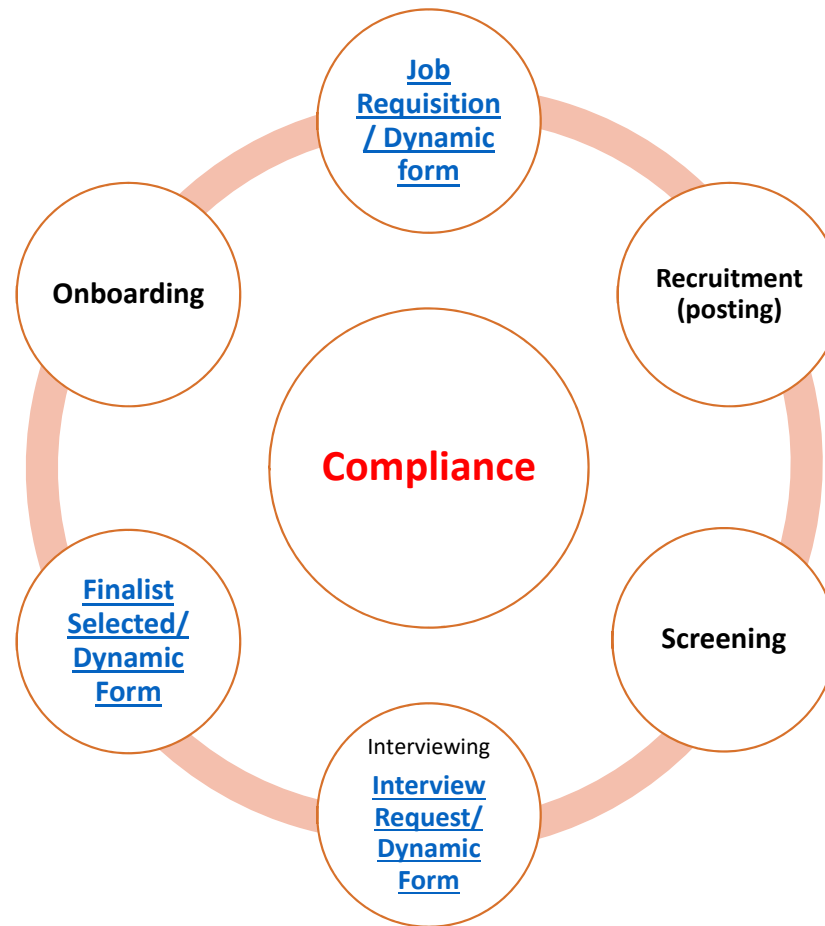 Job
Requisition
/ Dynamic
form
Recruitment
(posting)
Screening
Interviewing
Interview
Request/
Dynamic
Form
Finalist
Selected/
Dynamic
Form
Onboarding
Compliance